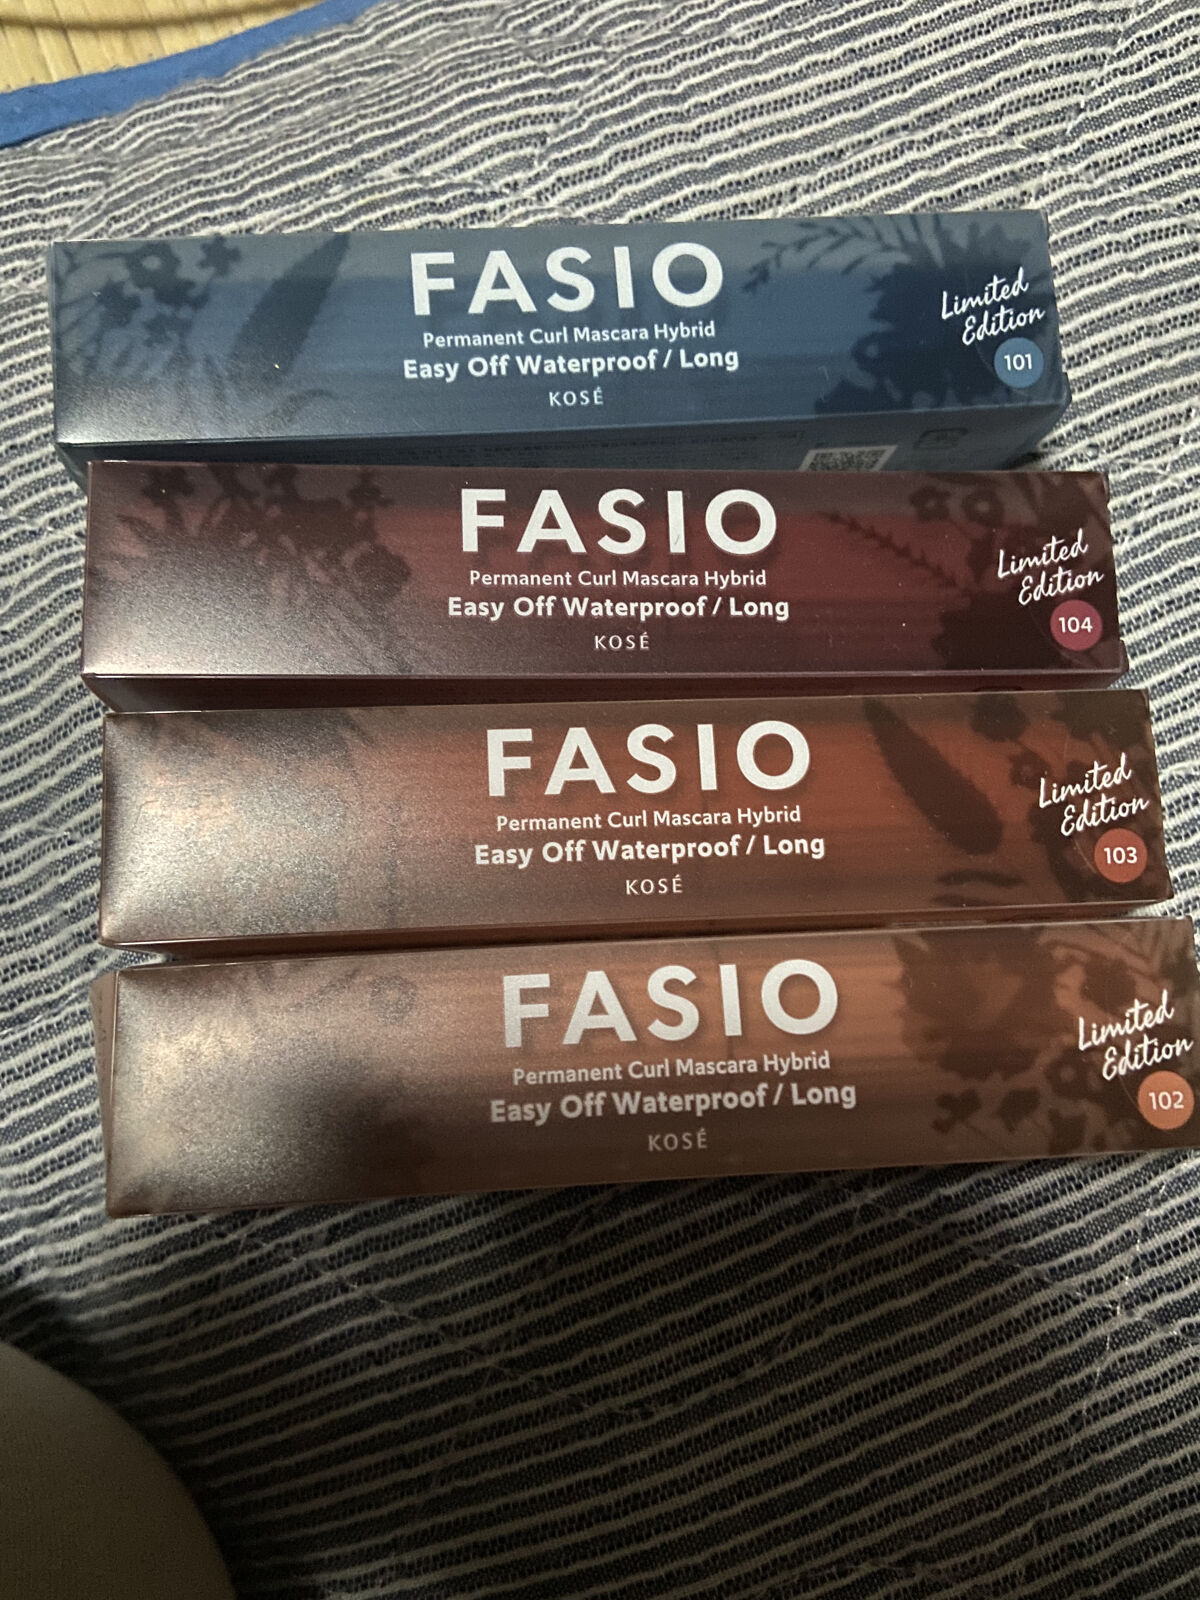 FASIO
Permanent Curl Mascara Hybrid
Easy Off Waterproof / Long
KOSÉ
Limited
Edition
101
FASIO
Permanent Curl Mascara Hybrid
Easy Off Waterproof / Long
KOSÉ
Limited
Edition
104
FASIO
Permanent Curl Mascara Hybrid
Easy Off Waterproof / Long
KOSÉ
Limited
Edition
103
FASIO
Permanent Curl Mascara Hybrid
Easy Off Waterproof / Long
KOSÉ
Limited
Edition
102